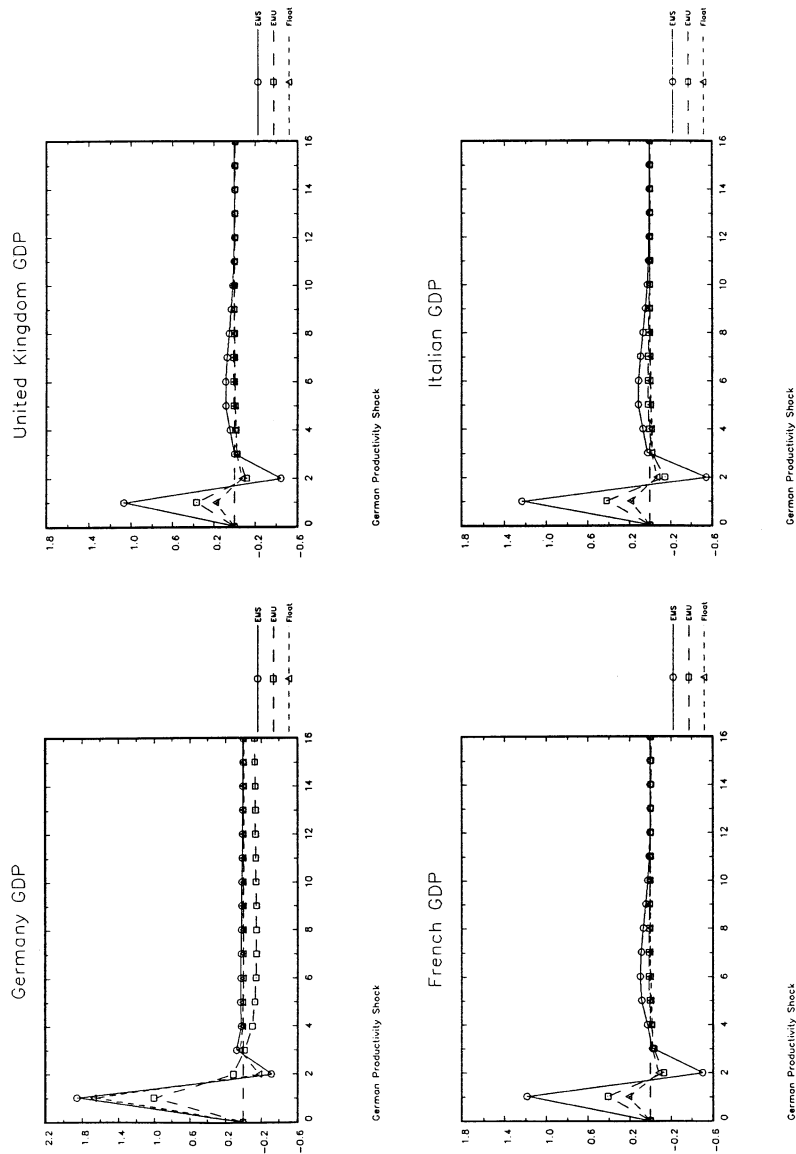 Germany GDP
2.2
1.8
1.4
1.0
0.6
0.2
−0.2
−0.6
0 2 4 6 8 10 12 14 16
EMS
EMU
Float
German Productivity Shock
United Kingdom GDP
1.8
1.4
1.0
0.6
0.2
−0.2
−0.6
0 2 4 6 8 10 12 14 16
EMS
EMU
Float
German Productivity Shock
French GDP
1.8
1.4
1.0
0.6
0.2
−0.2
−0.6
0 2 4 6 8 10 12 14 16
EMS
EMU
Float
German Productivity Shock
Italian GDP
1.8
1.4
1.0
0.6
0.2
−0.2
−0.6
0 2 4 6 8 10 12 14 16
EMS
EMU
Float
German Productivity Shock